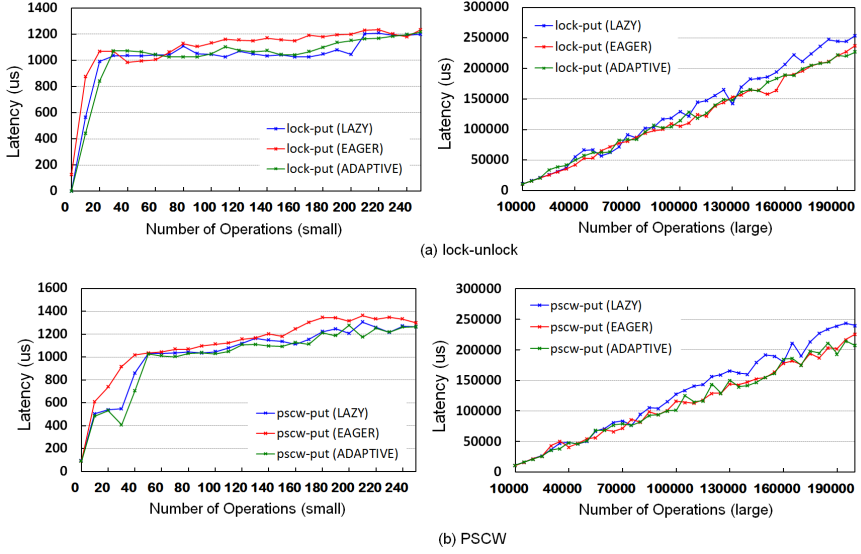 1400
1200
1000
800
600
400
200
0
Latency (us)
lock-put (LAZY)
lock-put (EAGER)
lock-put (ADAPTIVE)
0 20 40 60 80 100 120 140 160 180 200 220 240
Number of Operations (small)
300000
250000
200000
150000
100000
50000
0
Latency (us)
lock-put (LAZY)
lock-put (EAGER)
lock-put (ADAPTIVE)
10000 40000 70000 100000 130000 160000 190000
Number of Operations (large)
(a) lock-unlock
1600
1400
1200
1000
800
600
400
200
0
Latency (us)
pscw-put (LAZY)
pscw-put (EAGER)
pscw-put (ADAPTIVE)
0 20 40 60 80 100 120 140 160 180 200 220 240
Number of Operations (small)
300000
250000
200000
150000
100000
50000
0
Latency (us)
pscw-put (LAZY)
pscw-put (EAGER)
pscw-put (ADAPTIVE)
10000 40000 70000 100000 130000 160000 190000
Number of Operations (large)
(b) PSCW